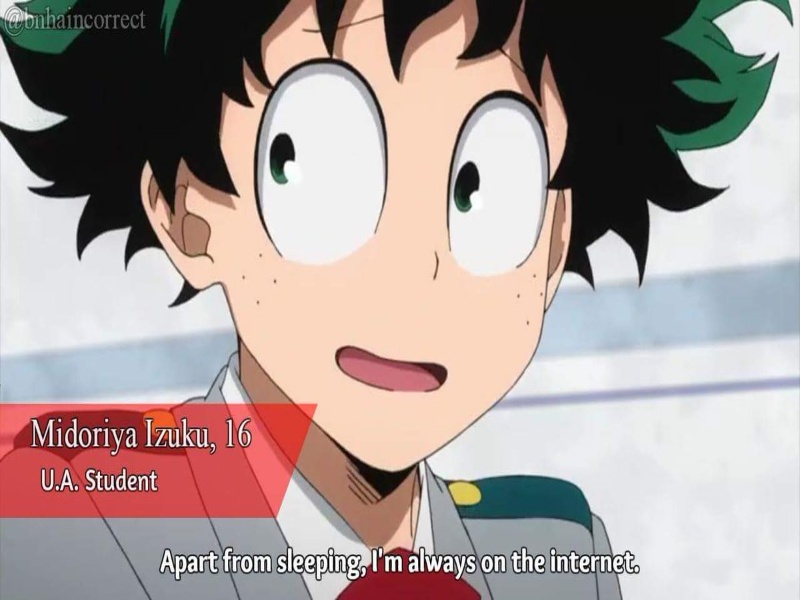 @bnhaincorrect
Midoriya Izuku, 16
U.A. Student
Apart from sleeping, I'm always on the internet.